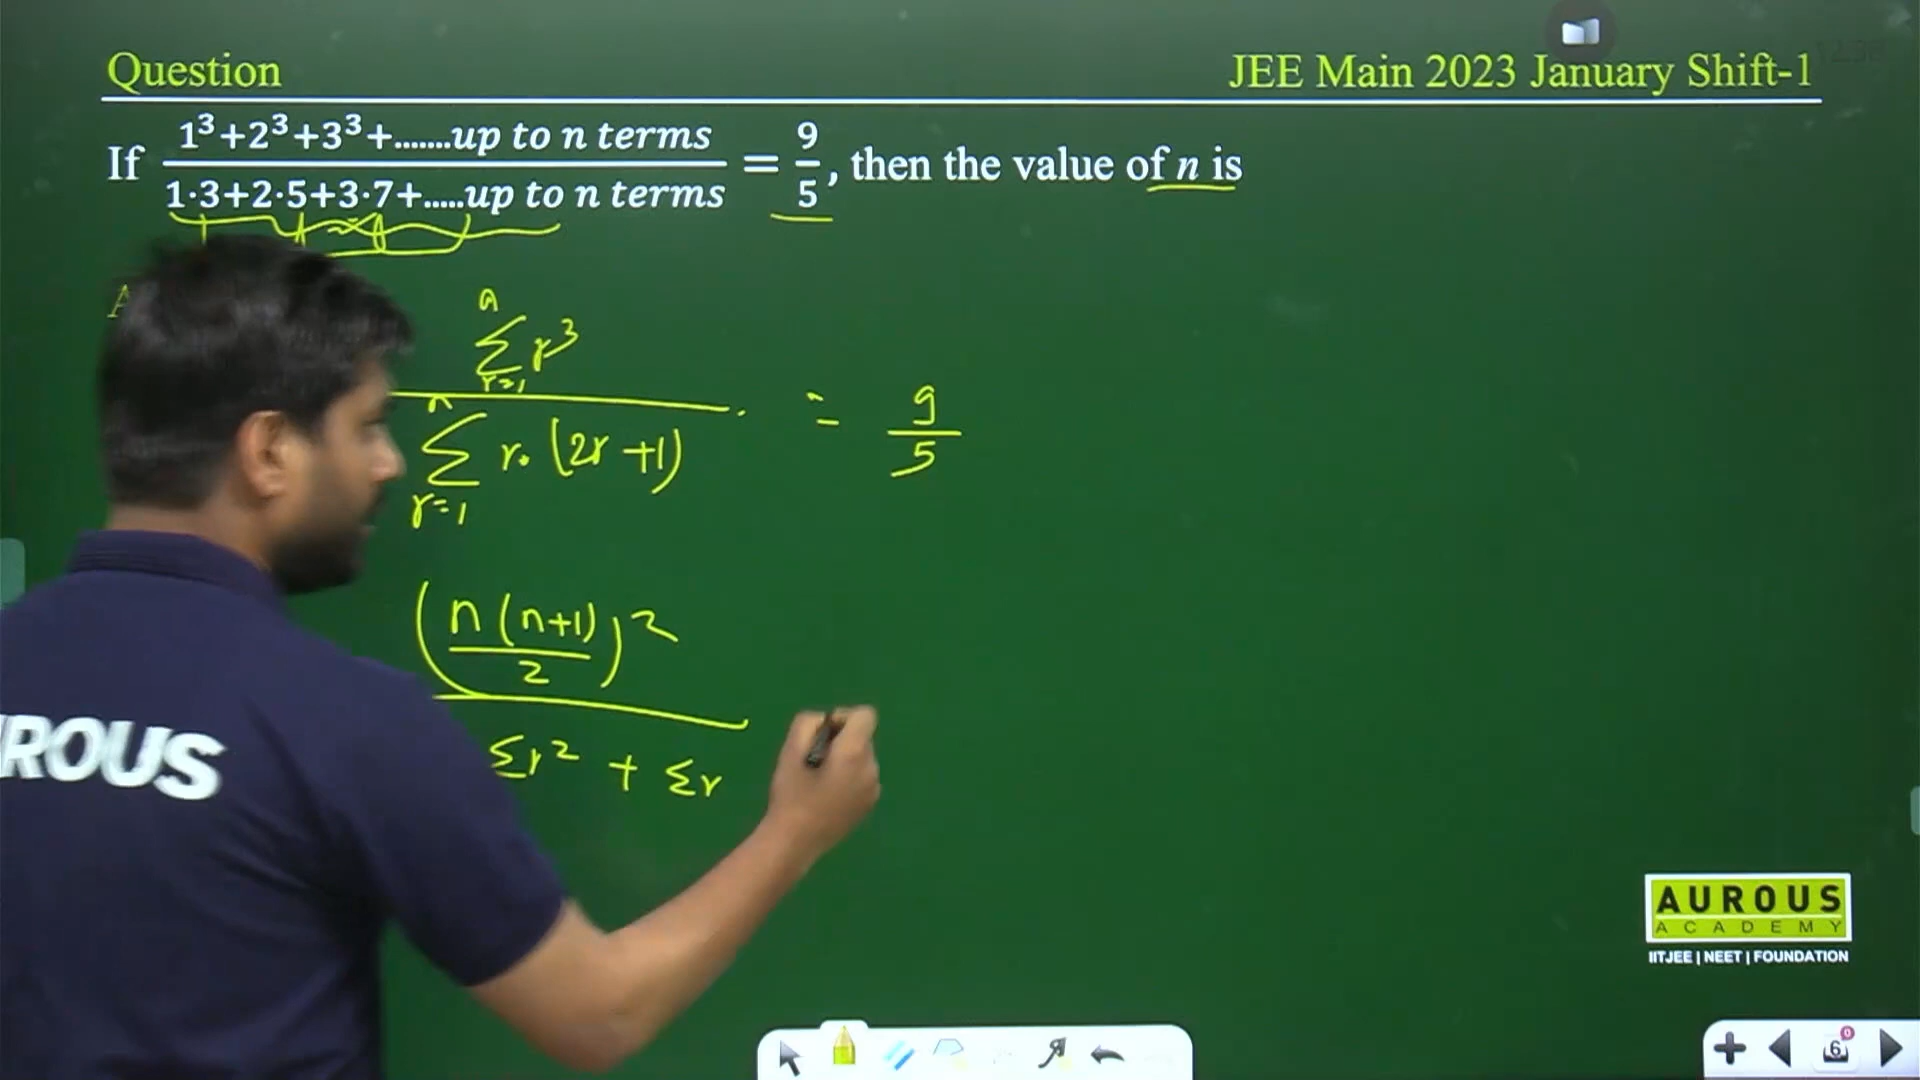 Question
JEE Main 2023 January Shift-1
If (1³+2³+3³+.......up to n terms)/(1·3+2·5+3·7+.....up to n terms) = 9/5, then the value of n is
n
Σ r³
r=1
n
Σ r.(2r+1)
r=1
= 9/5
(n(n+1)/2)²
Σr² + Σr
ROUS
AUROUS
ACADEMY
IITJEE | NEET | FOUNDATION
6
0